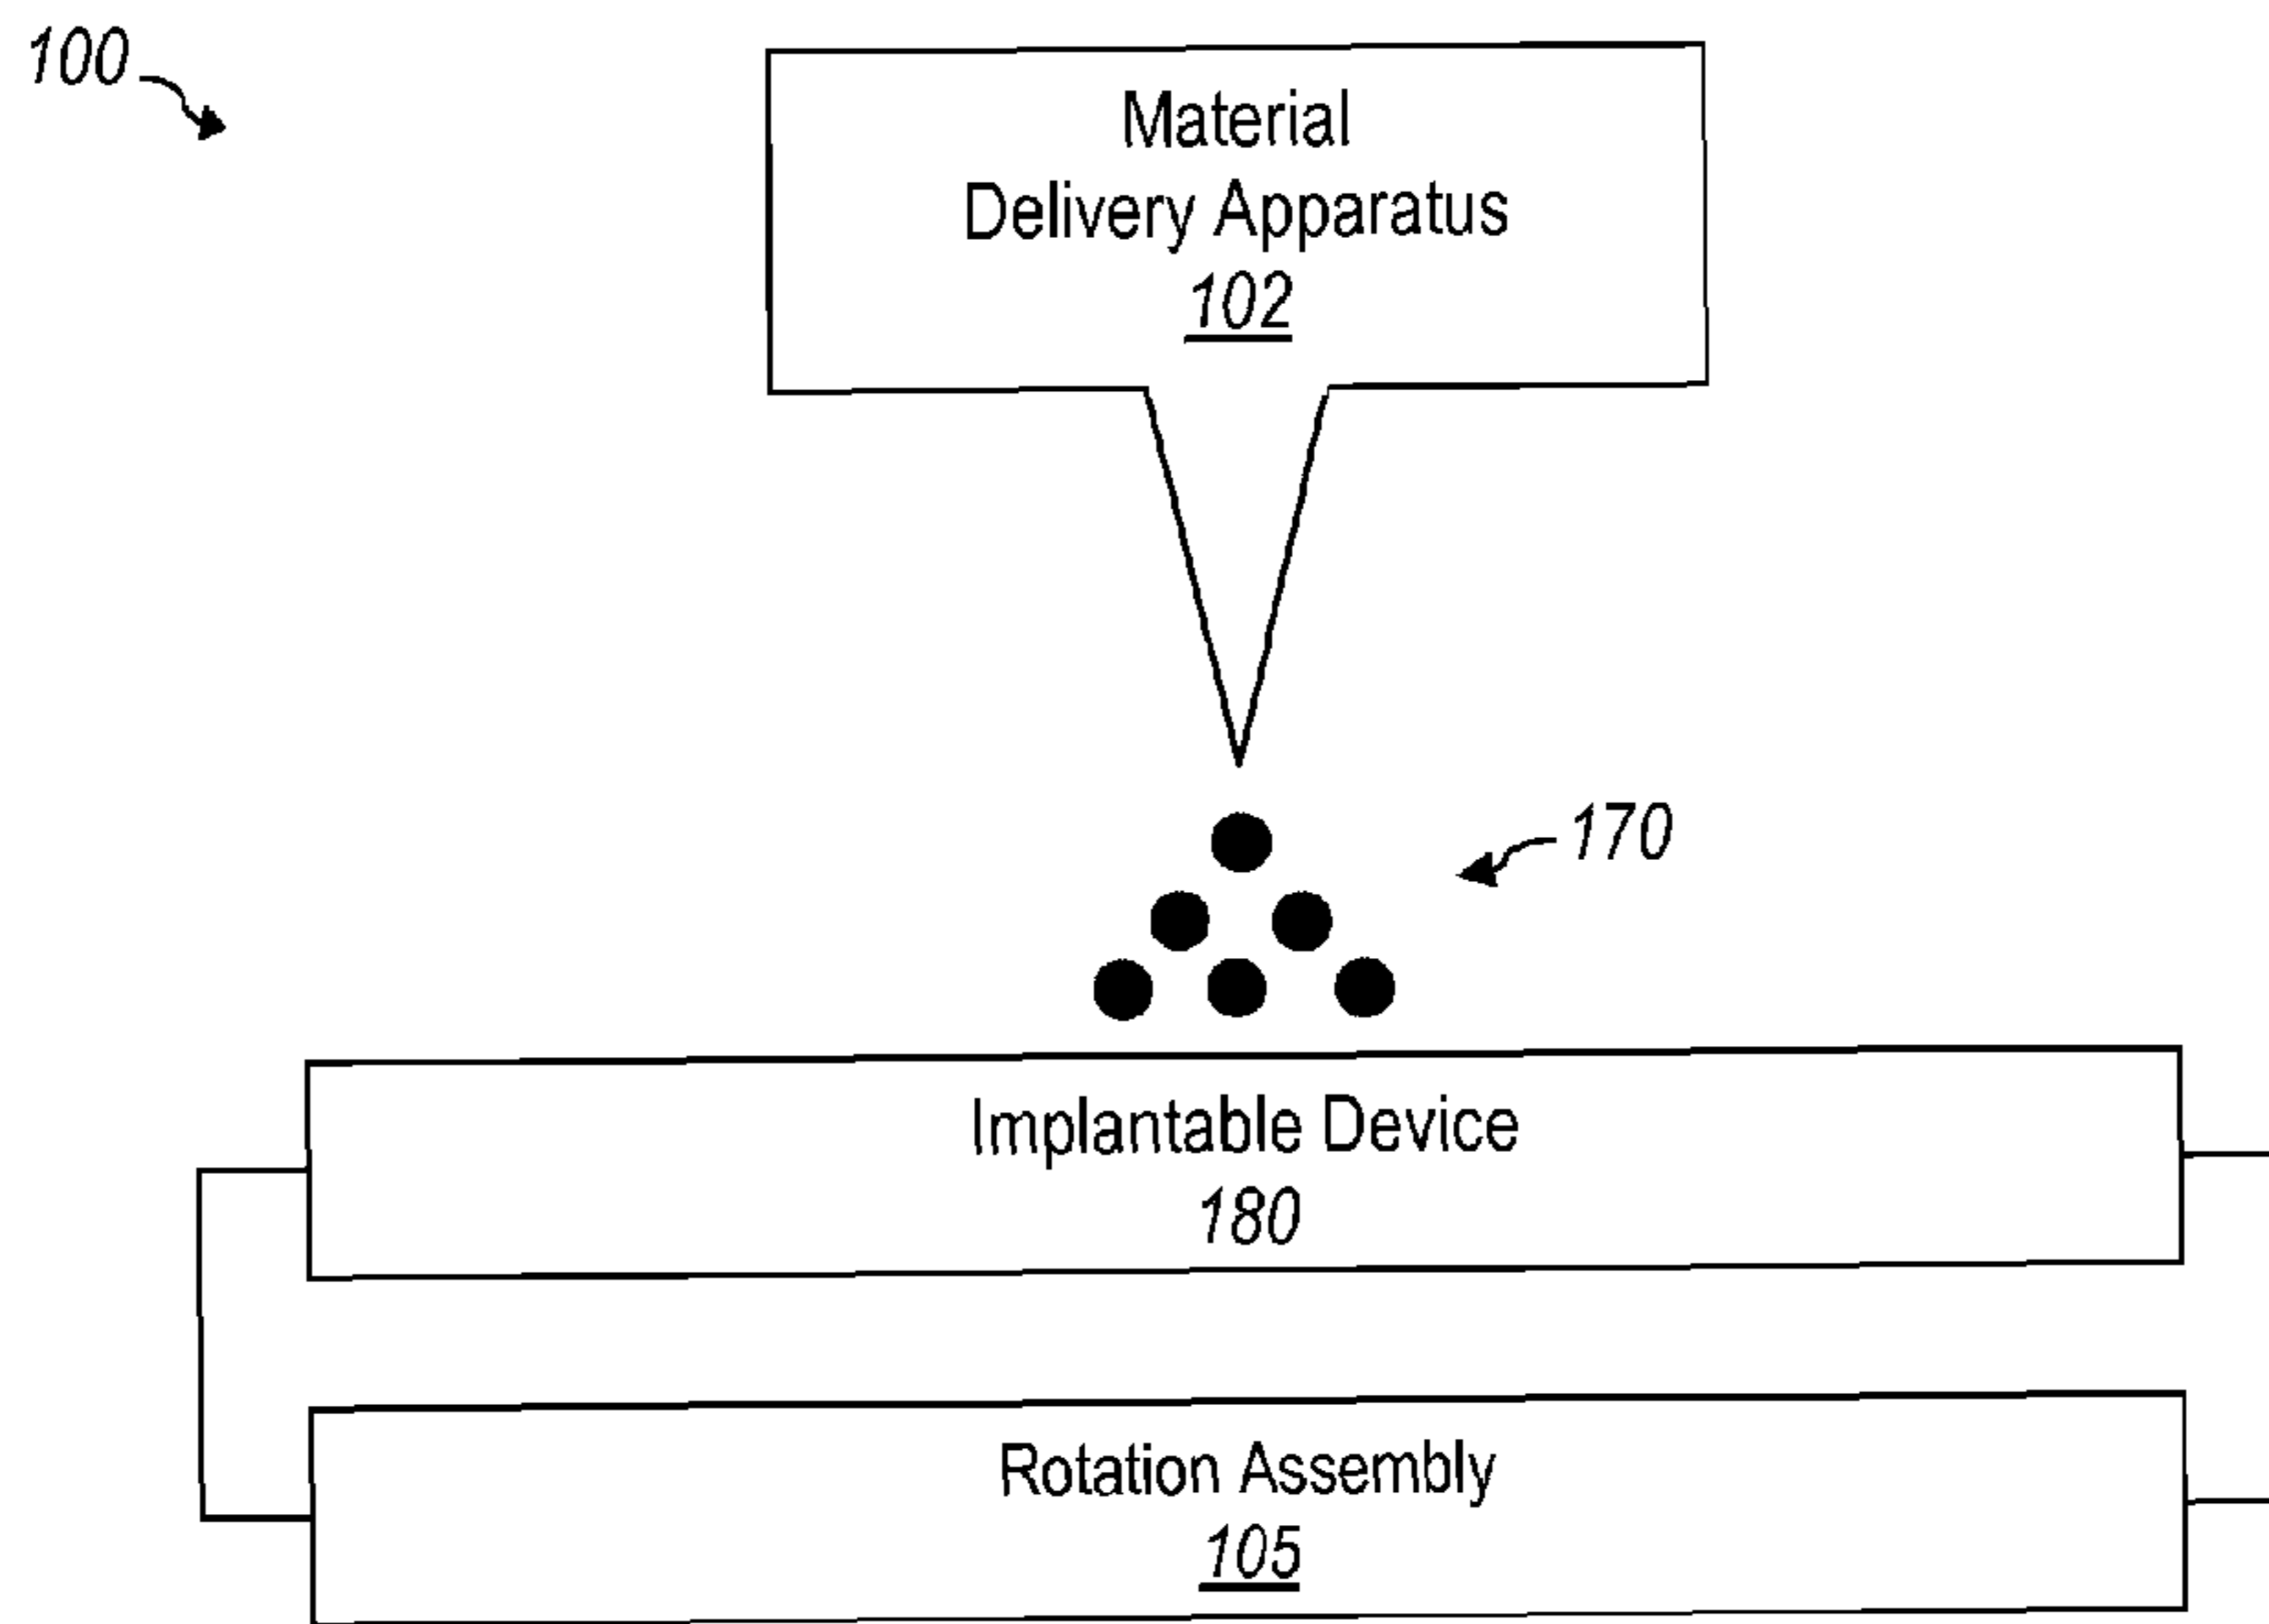 100
Material
Delivery Apparatus
102
170
Implantable Device
180
Rotation Assembly
105